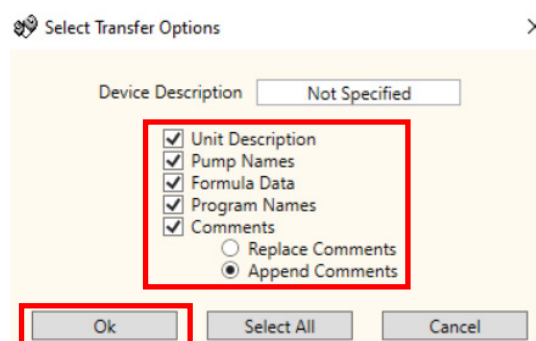 Select Transfer Options
Device Description Not Specified
Unit Description
Pump Names
Formula Data
Program Names
Comments
Replace Comments
Append Comments
Ok Select All Cancel